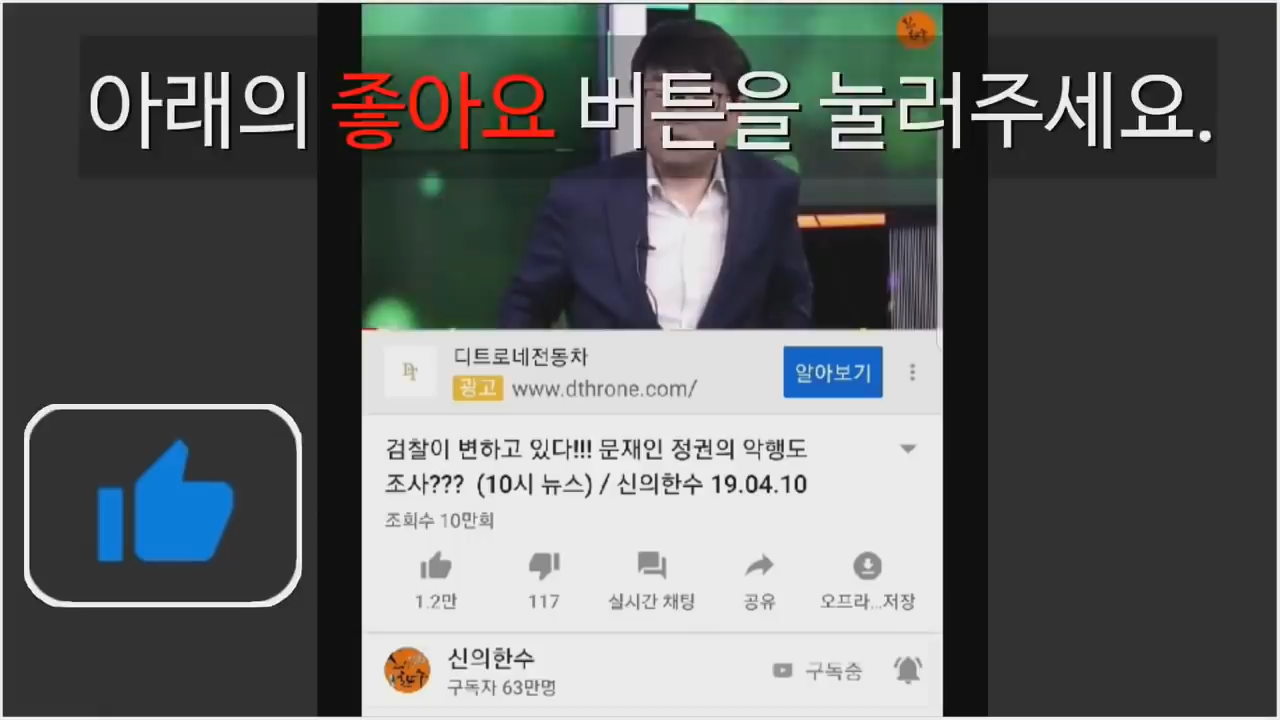 아래의 좋아요 버튼을 눌러주세요.
디트로네전동차
광고 www.dthrone.com/
알아보기
검찰이 변하고 있다!!! 문재인 정권의 악행도
조사??? (10시 뉴스) / 신의한수 19.04.10
조회수 10만회
1.2만 117 실시간 채팅 공유 오프라...저장
신의한수
구독자 63만명
구독중